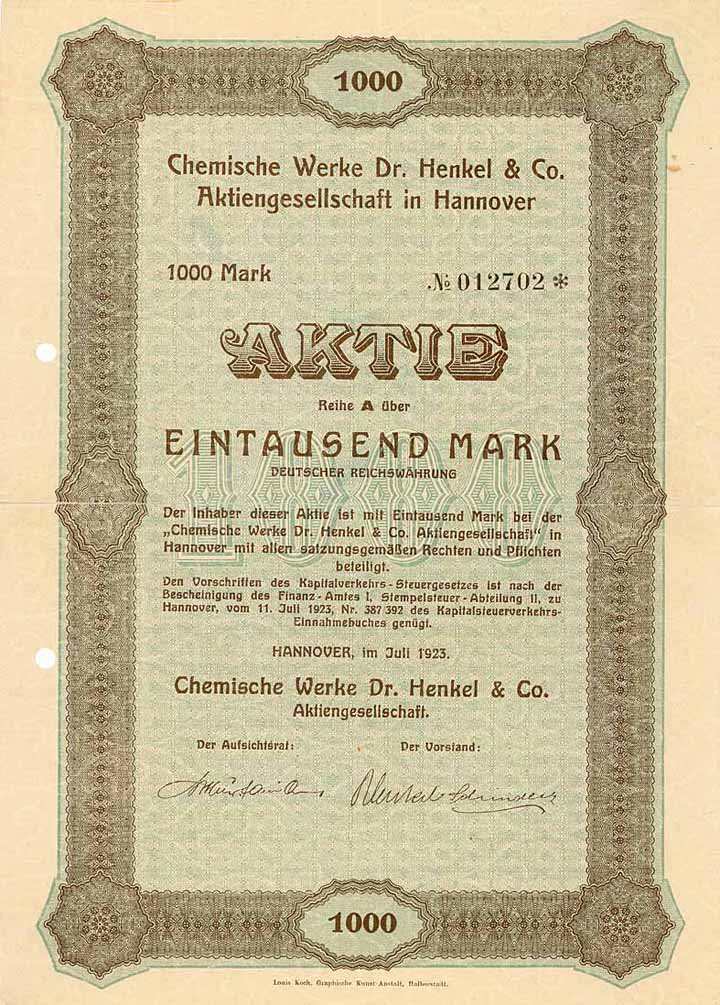 1000
Chemische Werke Dr. Henkel & Co.
Aktiengesellschaft in Hannover
1000 Mark
№ 012702 *
AKTIE
Reihe A über
EINTAUSEND MARK
DEUTSCHER REICHSWÄHRUNG
1000
Der Inhaber dieser Aktie ist mit Eintausend Mark bei der
„Chemische Werke Dr. Henkel & Co. Aktiengesellschaft" in
Hannover mit allen satzungsgemäßen Rechten und Pflichten
beteiligt.
Den Vorschriften des Kapitalverkehrs-Steuergesetzes ist nach der
Bescheinigung des Finanz-Amtes I, Stempelsteuer-Abteilung II, zu
Hannover, vom 11. Juli 1923, Nr. 387 392 des Kapitalsteuerverkehrs-
Einnahmebuches genügt.
HANNOVER, im Juli 1923.
Chemische Werke Dr. Henkel & Co.
Aktiengesellschaft.
Der Aufsichtsrat: Der Vorstand:
Henkel
1000
Louis Koch, Graphische Kunst-Anstalt, Halberstadt.